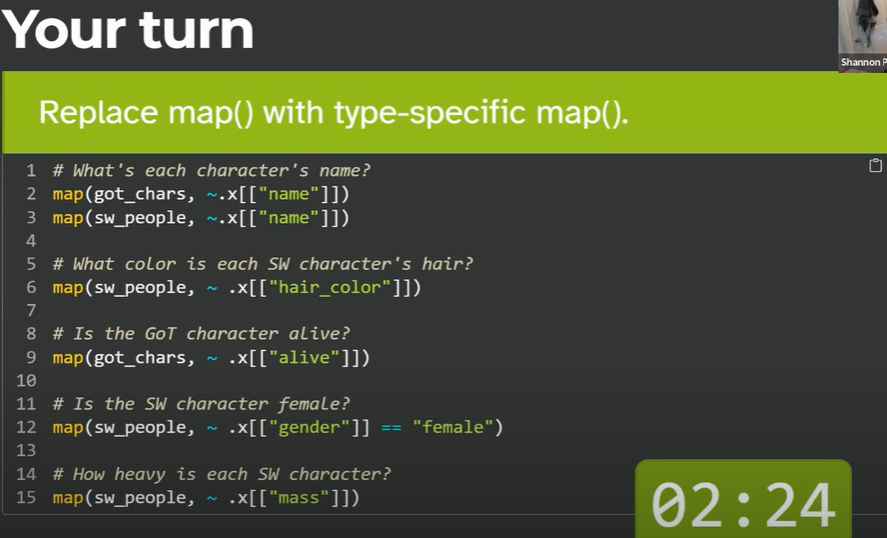 Your turn
Shannon P
Replace map() with type-specific map().
1 # What's each character's name?
2 map(got_chars, ~.x[["name"]])
3 map(sw_people, ~.x[["name"]])
4
5 # What color is each SW character's hair?
6 map(sw_people, ~ .x[["hair_color"]])
7
8 # Is the GoT character alive?
9 map(got_chars, ~ .x[["alive"]])
10
11 # Is the SW character female?
12 map(sw_people, ~ .x[["gender"]] == "female")
13
14 # How heavy is each SW character?
15 map(sw_people, ~ .x[["mass"]])
02:24